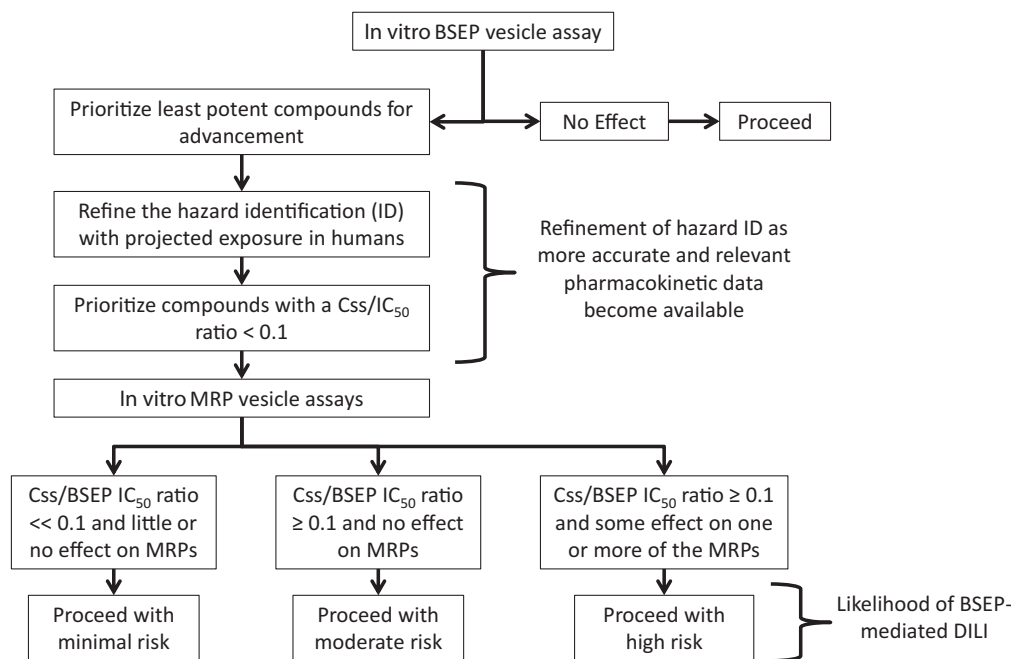 In vitro BSEP vesicle assay
Prioritize least potent compounds for
advancement
No Effect
Proceed
Refine the hazard identification (ID)
with projected exposure in humans
Prioritize compounds with a Css/IC50
ratio < 0.1
Refinement of hazard ID as
more accurate and relevant
pharmacokinetic data
become available
In vitro MRP vesicle assays
Css/BSEP IC50 ratio
<< 0.1 and little or
no effect on MRPs
Css/BSEP IC50 ratio
≥ 0.1 and no effect
on MRPs
Css/BSEP IC50 ratio ≥ 0.1
and some effect on one
or more of the MRPs
Proceed with
minimal risk
Proceed with
moderate risk
Proceed with
high risk
Likelihood of BSEP-
mediated DILI